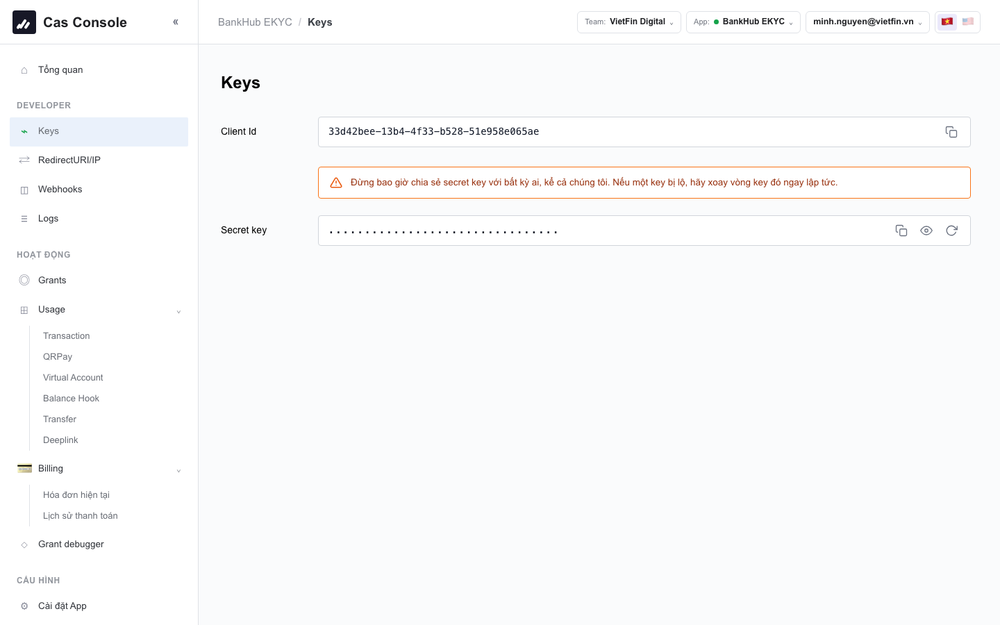 Cas Console
«
BankHub EKYC / Keys
Team: VietFin Digital
App: BankHub EKYC
minh.nguyen@vietfin.vn
Tổng quan
DEVELOPER
Keys
RedirectURI/IP
Webhooks
Logs
HOẠT ĐỘNG
Grants
Usage
Transaction
QRPay
Virtual Account
Balance Hook
Transfer
Deeplink
Billing
Hóa đơn hiện tại
Lịch sử thanh toán
Grant debugger
CẤU HÌNH
Cài đặt App
Keys
Client Id
33d42bee-13b4-4f33-b528-51e958e065ae
Đừng bao giờ chia sẻ secret key với bất kỳ ai, kể cả chúng tôi. Nếu một key bị lộ, hãy xoay vòng key đó ngay lập tức.
Secret key
................................